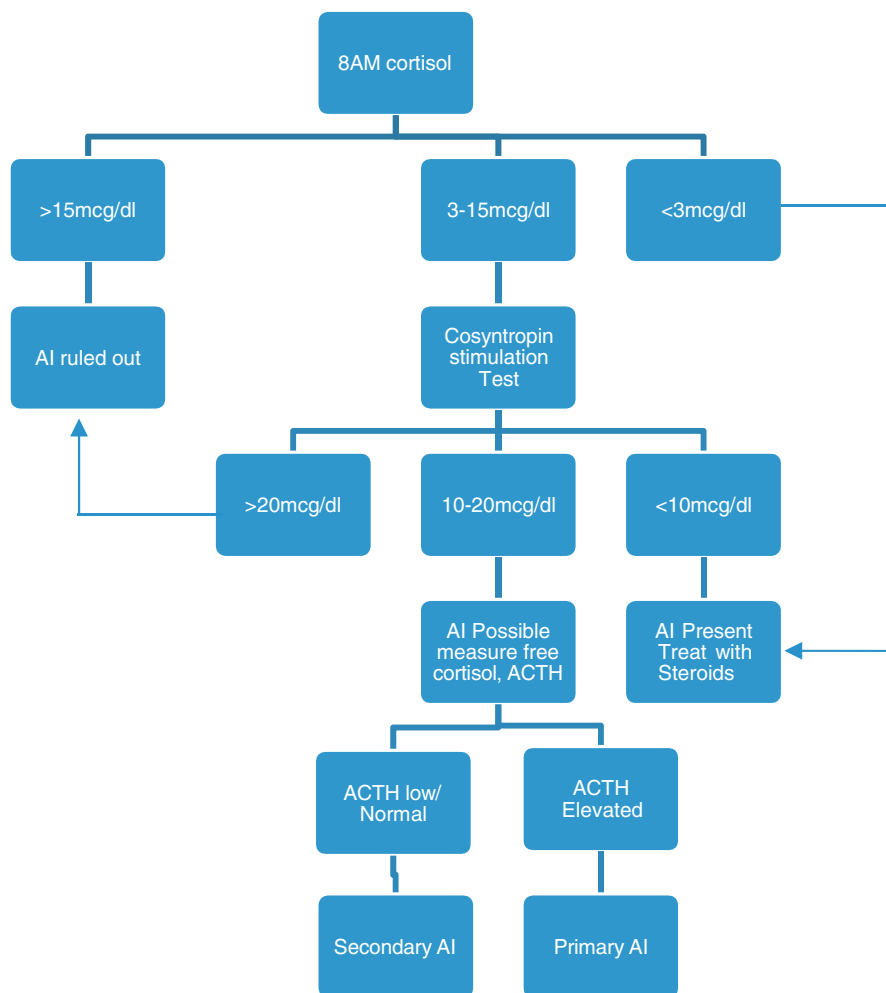 8AM cortisol
>15mcg/dl
3-15mcg/dl
<3mcg/dl
AI ruled out
Cosyntropin
stimulation
Test
>20mcg/dl
10-20mcg/dl
<10mcg/dl
AI Possible
measure free
cortisol, ACTH
AI Present
Treat with
Steroids
ACTH low/
Normal
ACTH
Elevated
Secondary AI
Primary AI